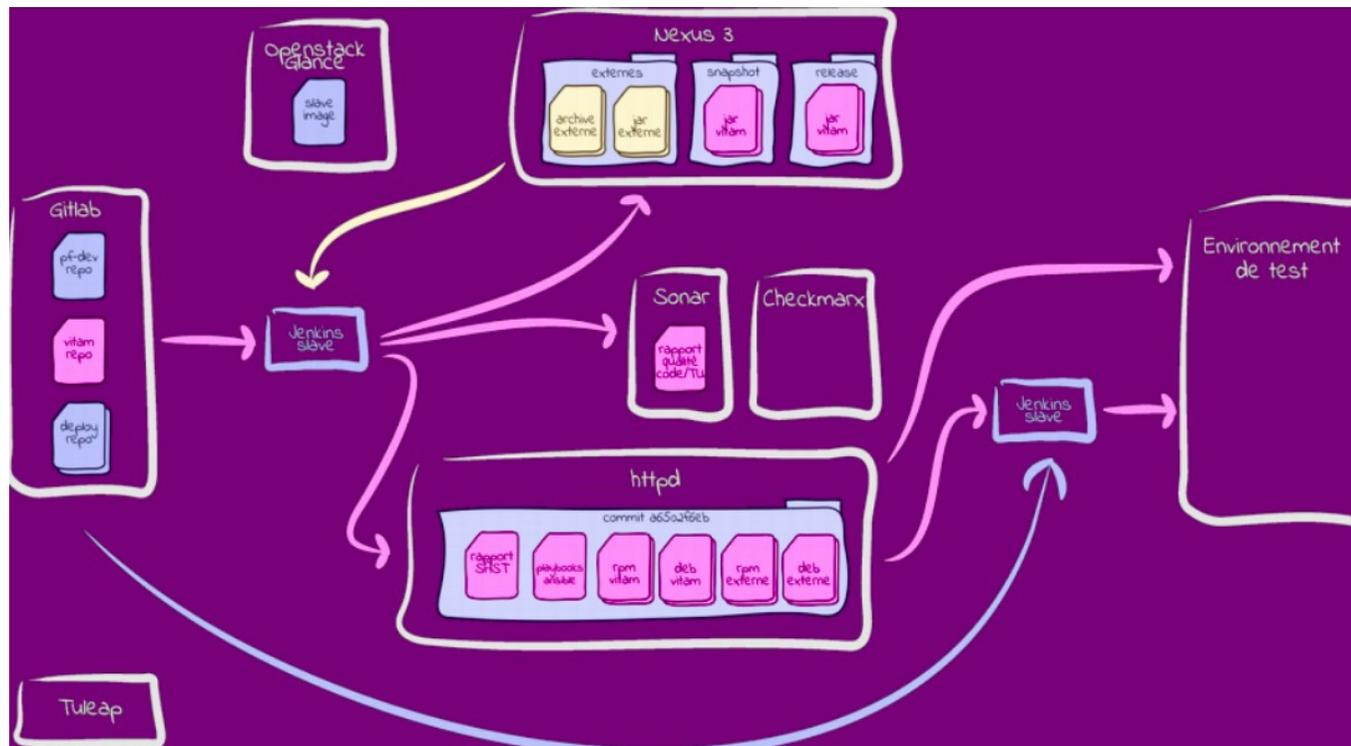 Openstack
Glance
slave
image
Nexus 3
externes
archive
externe
jar
externe
snapshot
jar
vitam
release
jar
vitam
Gitlab
pf-dev
repo
vitam
repo
deploy
repo
Jenkins
slave
Sonar
rapport
qualité
code/TU
Checkmarx
Environnement
de test
Jenkins
slave
httpd
commit a65a2f6eb
rapport
playbooks
ansible
rpm
vitam
deb
vitam
rpm
externe
deb
externe
Tuleap